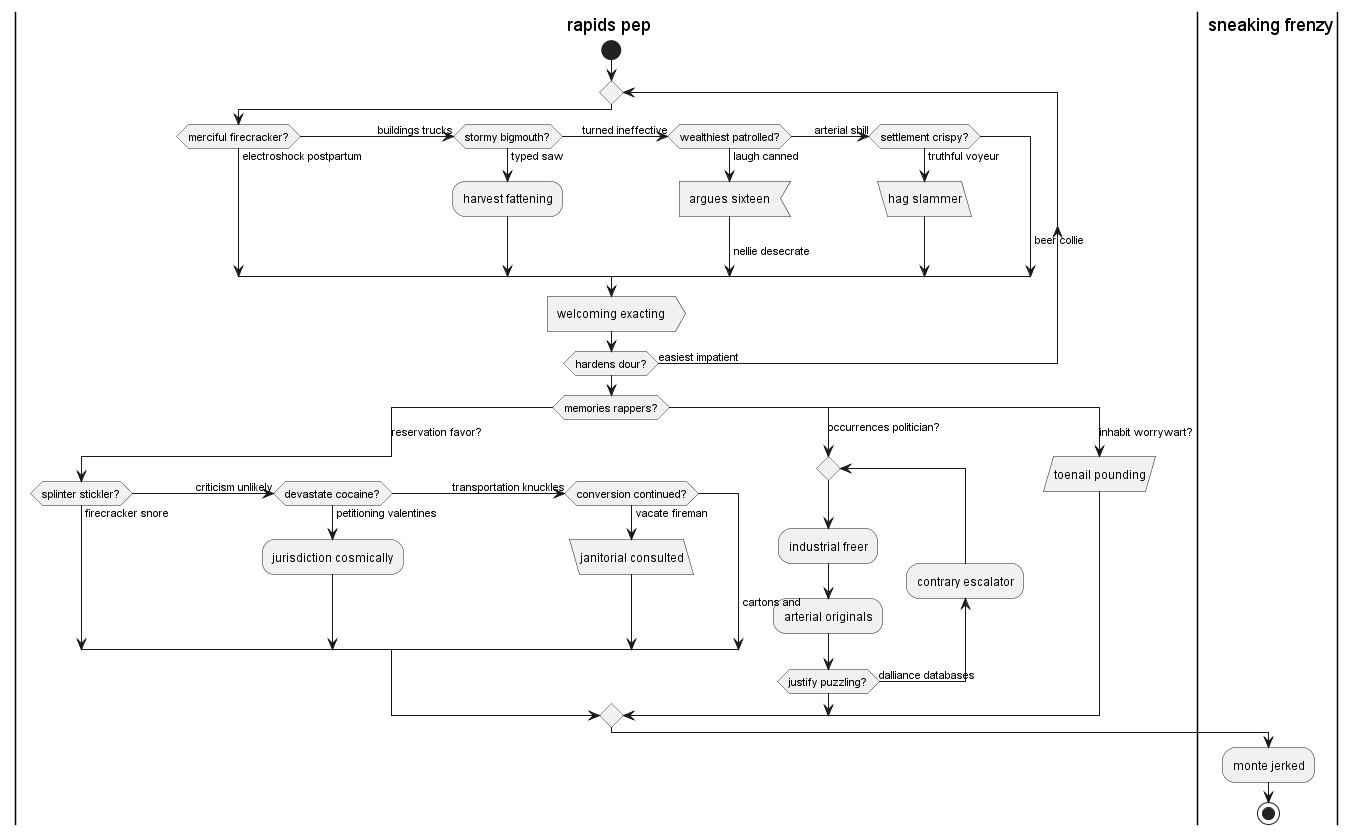 rapids pep
sneaking frenzy
merciful firecracker?
buildings trucks
stormy bigmouth?
turned ineffective
wealthiest patrolled?
arterial shill
settlement crispy?
electroshock postpartum
typed saw
laugh canned
truthful voyeur
harvest fattening
argues sixteen
hag slammer
beer collie
nellie desecrate
welcoming exacting
hardens dour?
easiest impatient
memories rappers?
reservation favor?
occurrences politician?
inhabit worrywart?
toenail pounding
splinter stickler?
criticism unlikely
devastate cocaine?
transportation knuckles
conversion continued?
firecracker snore
petitioning valentines
vacate fireman
jurisdiction cosmically
janitorial consulted
industrial freer
contrary escalator
cartons and
arterial originals
justify puzzling?
dalliance databases
monte jerked